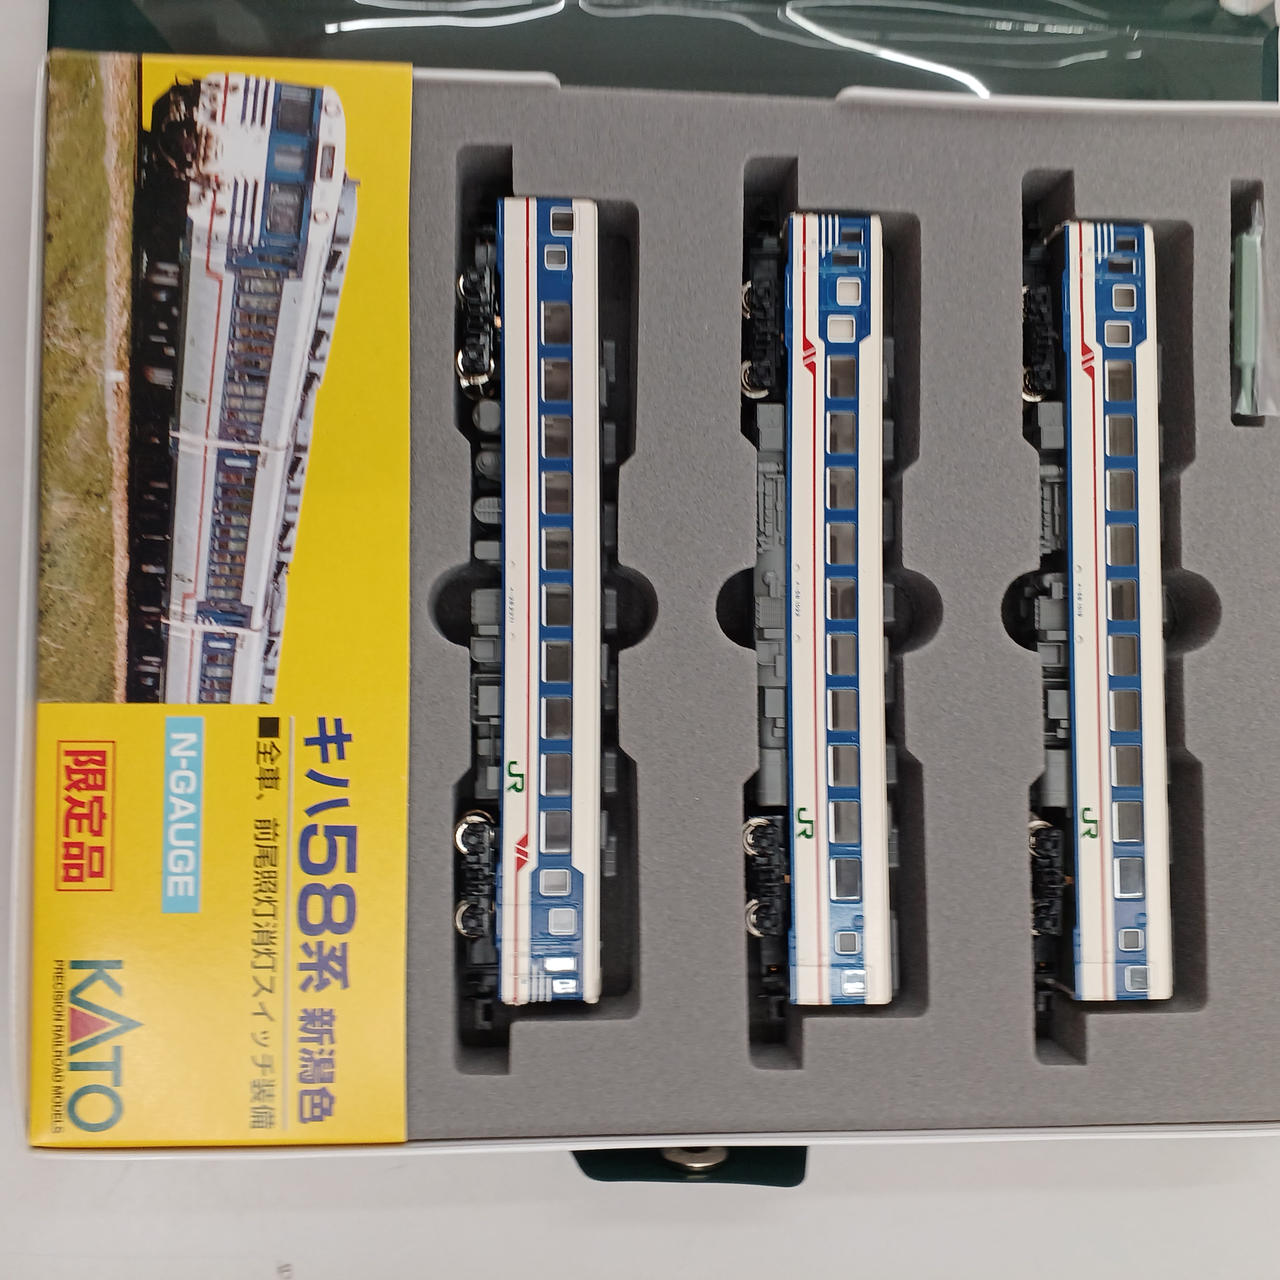 キハ58系 新潟色
■全車、前尾照灯消灯スイッチ装備
N-GAUGE
限定品
KATO
PRECISION RAILROAD MODELS
JR
JR
JR